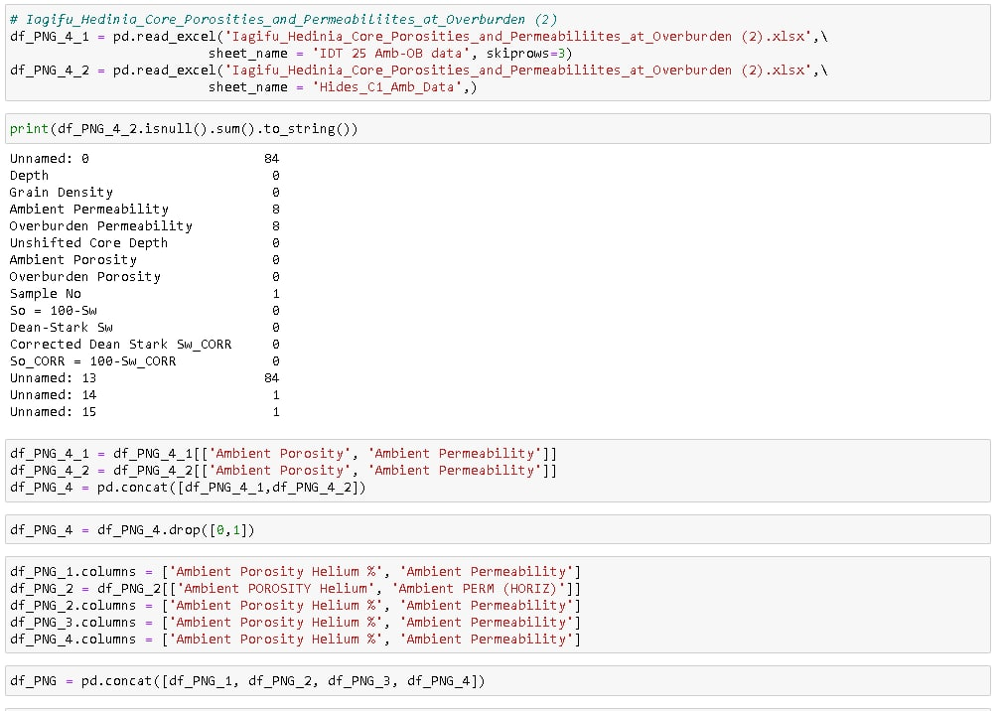 # Iagifu_Hedinia_Core_Porosities_and_Permeabiliites_at_Overburden (2)
df_PNG_4_1 = pd.read_excel('Iagifu_Hedinia_Core_Porosities_and_Permeabiliites_at_Overburden (2).xlsx',\
sheet_name = 'IDT 25 Amb-OB data', skiprows=3)
df_PNG_4_2 = pd.read_excel('Iagifu_Hedinia_Core_Porosities_and_Permeabiliites_at_Overburden (2).xlsx',\
sheet_name = 'Hides_C1_Amb_Data',)
print(df_PNG_4_2.isnull().sum().to_string())
Unnamed: 0 84
Depth 0
Grain Density 0
Ambient Permeability 8
Overburden Permeability 8
Unshifted Core Depth 0
Ambient Porosity 0
Overburden Porosity 0
Sample No 1
So = 100-Sw 0
Dean-Stark Sw 0
Corrected Dean Stark Sw_CORR 0
So_CORR = 100-Sw_CORR 0
Unnamed: 13 84
Unnamed: 14 1
Unnamed: 15 1
df_PNG_4_1 = df_PNG_4_1[['Ambient Porosity', 'Ambient Permeability']]
df_PNG_4_2 = df_PNG_4_2[['Ambient Porosity', 'Ambient Permeability']]
df_PNG_4 = pd.concat([df_PNG_4_1,df_PNG_4_2])
df_PNG_4 = df_PNG_4.drop([0,1])
df_PNG_1.columns = ['Ambient Porosity Helium %', 'Ambient Permeability']
df_PNG_2 = df_PNG_2[['Ambient POROSITY Helium', 'Ambient PERM (HORIZ)']]
df_PNG_2.columns = ['Ambient Porosity Helium %', 'Ambient Permeability']
df_PNG_3.columns = ['Ambient Porosity Helium %', 'Ambient Permeability']
df_PNG_4.columns = ['Ambient Porosity Helium %', 'Ambient Permeability']
df_PNG = pd.concat([df_PNG_1, df_PNG_2, df_PNG_3, df_PNG_4])